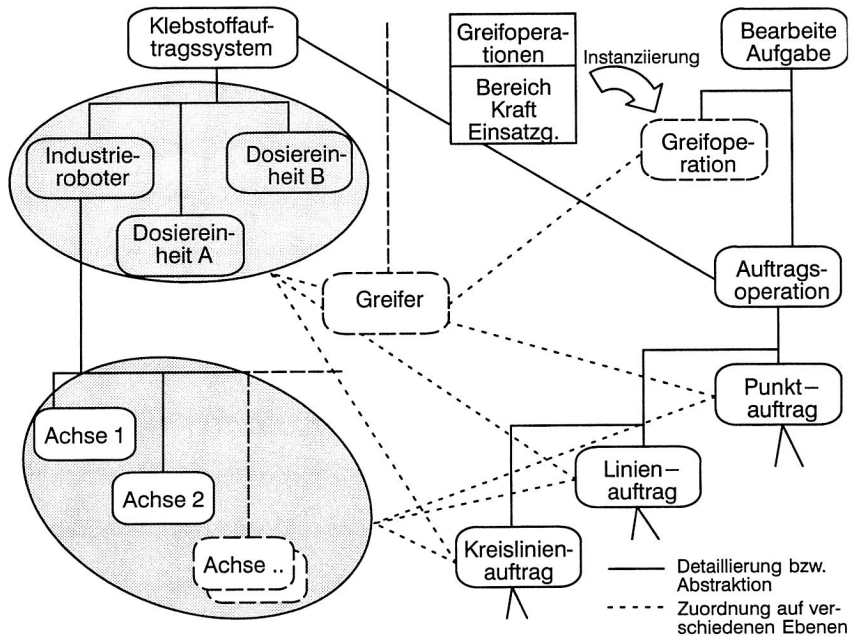 Klebstoffauf-
tragssystem
Greifopera-
tionen
Bereich
Kraft
Einsatzg.
Instanziierung
Bearbeite
Aufgabe
Industrie-
roboter
Dosierein-
heit B
Greifope-
ration
Dosierein-
heit A
Greifer
Auftrags-
operation
Achse 1
Punkt–
auftrag
Achse 2
Linien–
auftrag
Achse ..
Kreislinien-
auftrag
Detaillierung bzw.
Abstraktion
Zuordnung auf ver-
schiedenen Ebenen